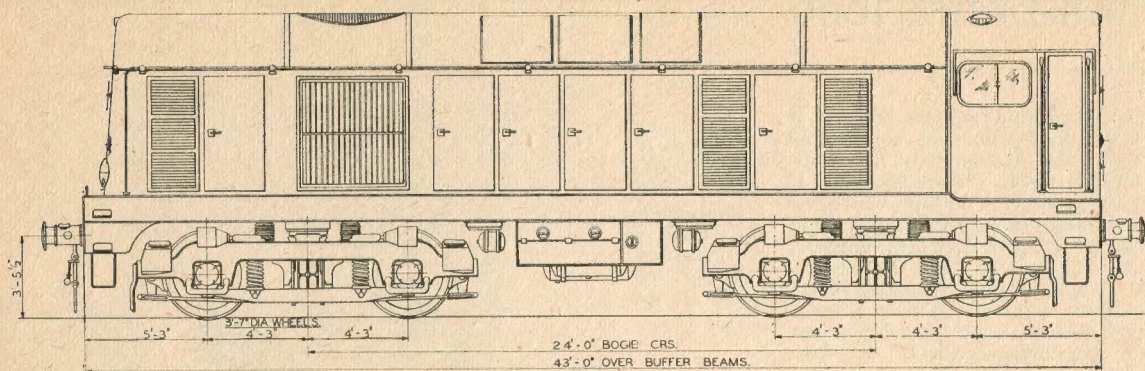 3'-5½"
3'-7" DIA WHEELS.
5'-3" 4'-3" 4'-3" 4'-3" 4'-3" 5'-3"
24'-0" BOGIE CRS.
43'-0" OVER BUFFER BEAMS.